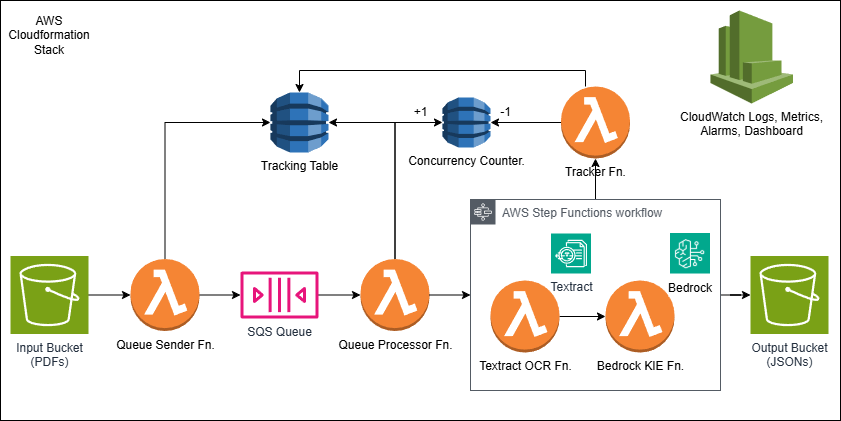 AWS
Cloudformation
Stack
CloudWatch Logs, Metrics,
Alarms, Dashboard
+1
-1
Tracking Table
Concurrency Counter.
Tracker Fn.
AWS Step Functions workflow
Textract
Bedrock
Input Bucket
(PDFs)
Queue Sender Fn.
SQS Queue
Queue Processor Fn.
Textract OCR Fn.
Bedrock KIE Fn.
Output Bucket
(JSONs)